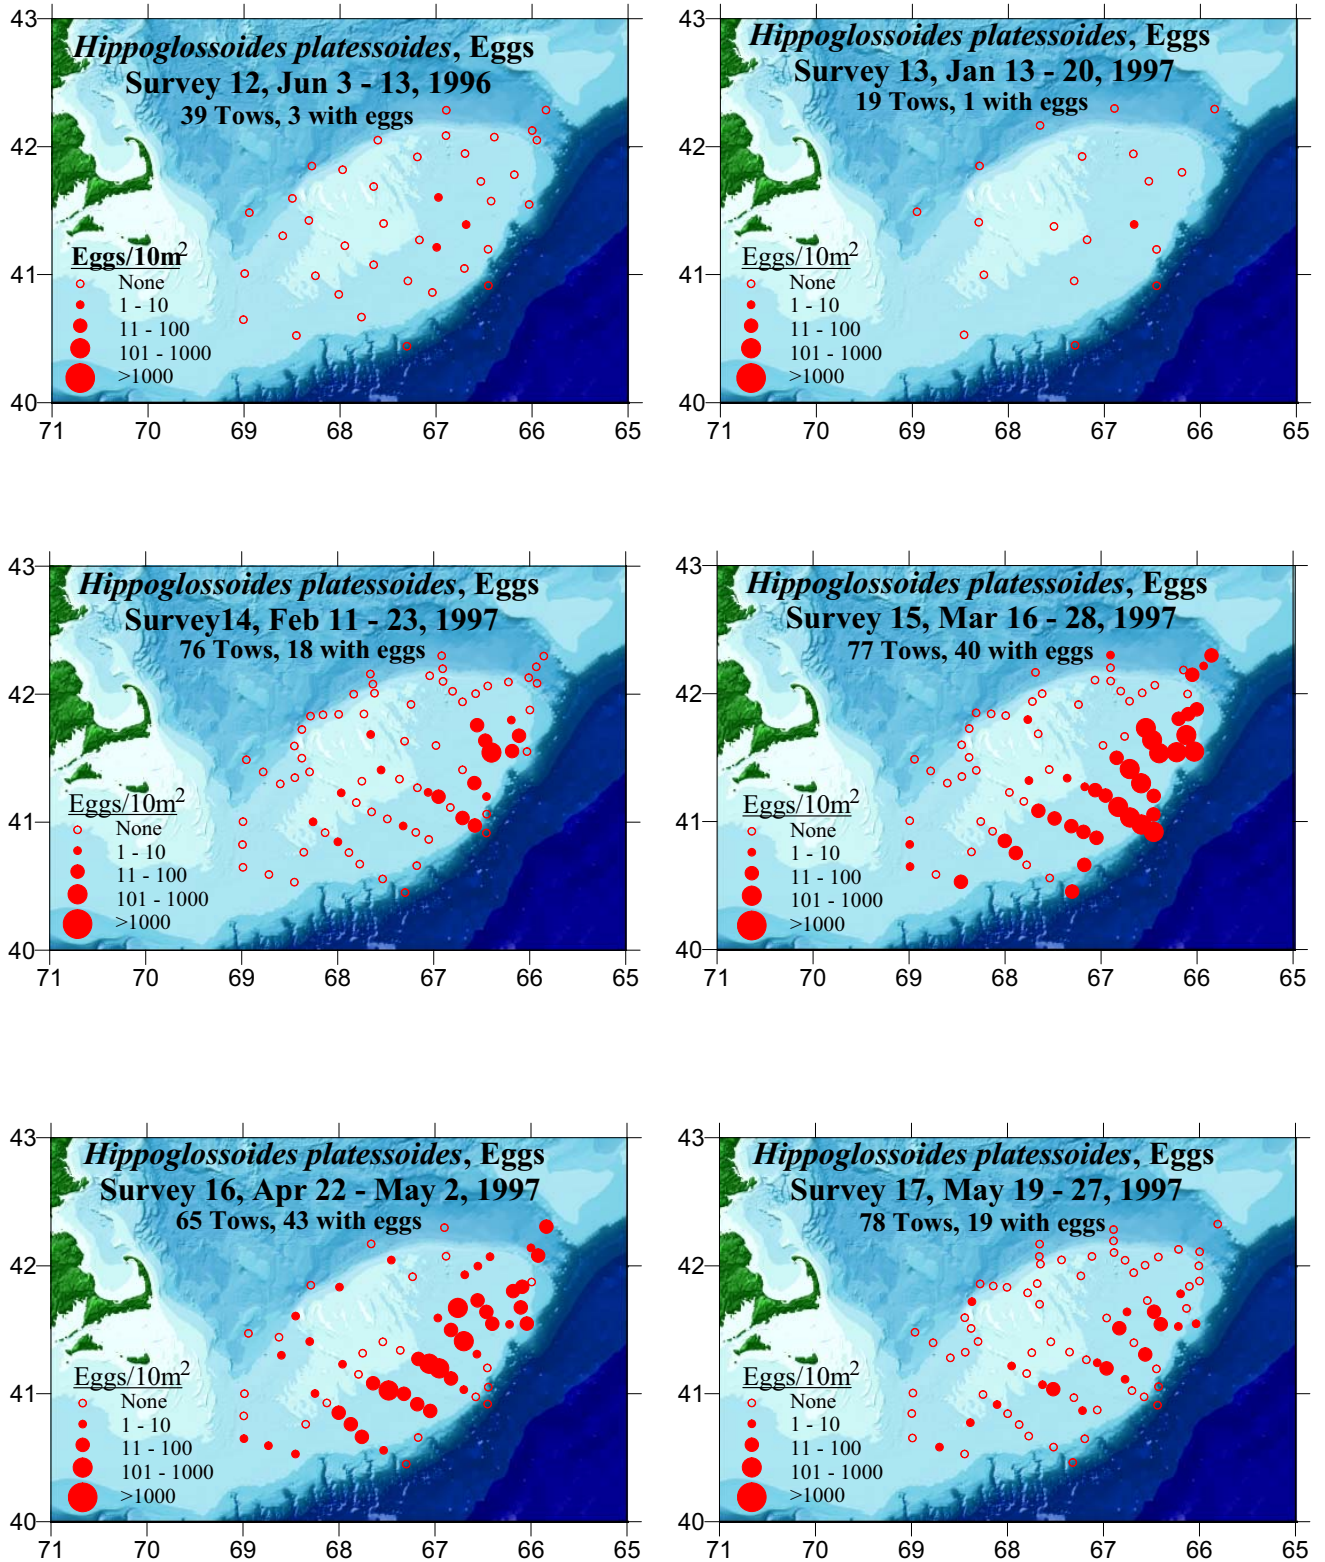 Hippoglossoides platessoides, Eggs
Survey 12, Jun 3 - 13, 1996
39 Tows, 3 with eggs
Eggs/10m²
None
1 - 10
11 - 100
101 - 1000
>1000
43
42
41
40
71 70 69 68 67 66 65
Hippoglossoides platessoides, Eggs
Survey 13, Jan 13 - 20, 1997
19 Tows, 1 with eggs
Eggs/10m²
None
1 - 10
11 - 100
101 - 1000
>1000
43
42
41
40
71 70 69 68 67 66 65
Hippoglossoides platessoides, Eggs
Survey14, Feb 11 - 23, 1997
76 Tows, 18 with eggs
Eggs/10m²
None
1 - 10
11 - 100
101 - 1000
>1000
43
42
41
40
71 70 69 68 67 66 65
Hippoglossoides platessoides, Eggs
Survey 15, Mar 16 - 28, 1997
77 Tows, 40 with eggs
Eggs/10m²
None
1 - 10
11 - 100
101 - 1000
>1000
43
42
41
40
71 70 69 68 67 66 65
Hippoglossoides platessoides, Eggs
Survey 16, Apr 22 - May 2, 1997
65 Tows, 43 with eggs
Eggs/10m²
None
1 - 10
11 - 100
101 - 1000
>1000
43
42
41
40
71 70 69 68 67 66 65
Hippoglossoides platessoides, Eggs
Survey 17, May 19 - 27, 1997
78 Tows, 19 with eggs
Eggs/10m²
None
1 - 10
11 - 100
101 - 1000
>1000
43
42
41
40
71 70 69 68 67 66 65